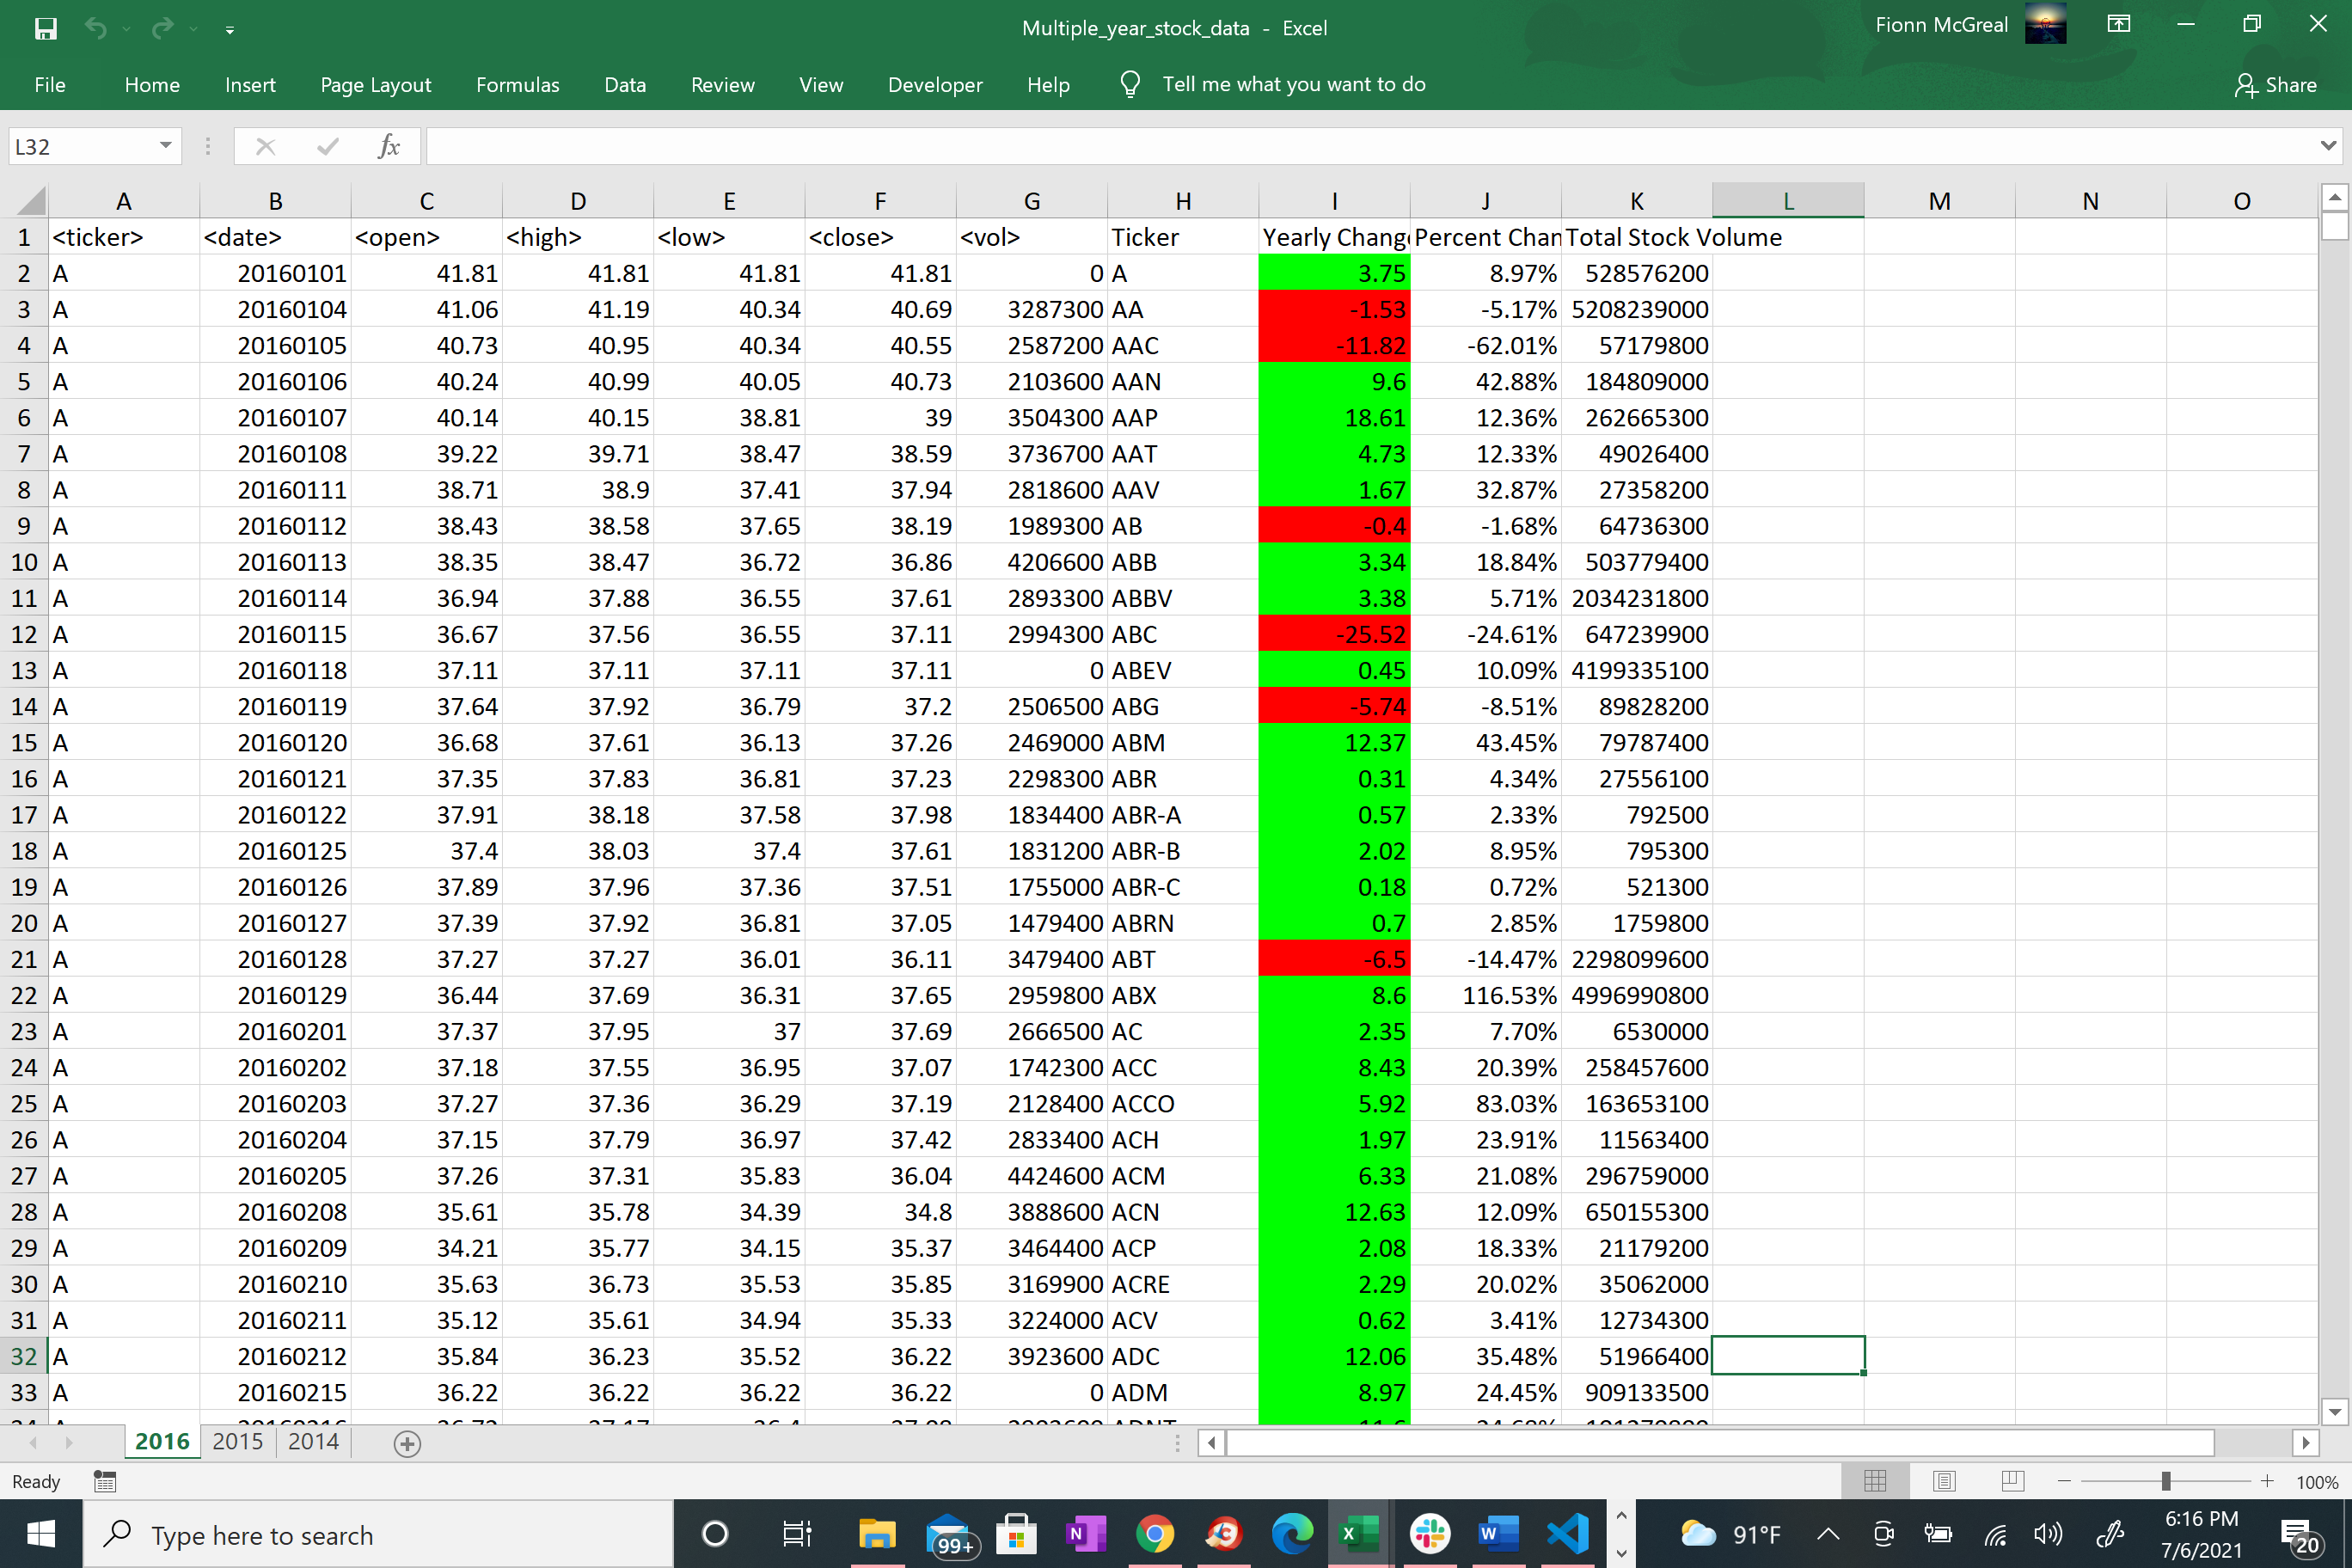 Multiple_year_stock_data - Excel
Fionn McGreal
File Home Insert Page Layout Formulas Data Review View Developer Help Tell me what you want to do Share
L32 fx
A B C D E F G H I J K L M N O
1 <ticker> <date> <open> <high> <low> <close> <vol> Ticker Yearly Change Percent Chan Total Stock Volume
2 A 20160101 41.81 41.81 41.81 41.81 0 A 3.75 8.97% 528576200
3 A 20160104 41.06 41.19 40.34 40.69 3287300 AA -1.53 -5.17% 5208239000
4 A 20160105 40.73 40.95 40.34 40.55 2587200 AAC -11.82 -62.01% 57179800
5 A 20160106 40.24 40.99 40.05 40.73 2103600 AAN 9.6 42.88% 184809000
6 A 20160107 40.14 40.15 38.81 39 3504300 AAP 18.61 12.36% 262665300
7 A 20160108 39.22 39.71 38.47 38.59 3736700 AAT 4.73 12.33% 49026400
8 A 20160111 38.71 38.9 37.41 37.94 2818600 AAV 1.67 32.87% 27358200
9 A 20160112 38.43 38.58 37.65 38.19 1989300 AB -0.4 -1.68% 64736300
10 A 20160113 38.35 38.47 36.72 36.86 4206600 ABB 3.34 18.84% 503779400
11 A 20160114 36.94 37.88 36.55 37.61 2893300 ABBV 3.38 5.71% 2034231800
12 A 20160115 36.67 37.56 36.55 37.11 2994300 ABC -25.52 -24.61% 647239900
13 A 20160118 37.11 37.11 37.11 37.11 0 ABEV 0.45 10.09% 4199335100
14 A 20160119 37.64 37.92 36.79 37.2 2506500 ABG -5.74 -8.51% 89828200
15 A 20160120 36.68 37.61 36.13 37.26 2469000 ABM 12.37 43.45% 79787400
16 A 20160121 37.35 37.83 36.81 37.23 2298300 ABR 0.31 4.34% 27556100
17 A 20160122 37.91 38.18 37.58 37.98 1834400 ABR-A 0.57 2.33% 792500
18 A 20160125 37.4 38.03 37.4 37.61 1831200 ABR-B 2.02 8.95% 795300
19 A 20160126 37.89 37.96 37.36 37.51 1755000 ABR-C 0.18 0.72% 521300
20 A 20160127 37.39 37.92 36.81 37.05 1479400 ABRN 0.7 2.85% 1759800
21 A 20160128 37.27 37.27 36.01 36.11 3479400 ABT -6.5 -14.47% 2298099600
22 A 20160129 36.44 37.69 36.31 37.65 2959800 ABX 8.6 116.53% 4996990800
23 A 20160201 37.37 37.95 37 37.69 2666500 AC 2.35 7.70% 6530000
24 A 20160202 37.18 37.55 36.95 37.07 1742300 ACC 8.43 20.39% 258457600
25 A 20160203 37.27 37.36 36.29 37.19 2128400 ACCO 5.92 83.03% 163653100
26 A 20160204 37.15 37.79 36.97 37.42 2833400 ACH 1.97 23.91% 11563400
27 A 20160205 37.26 37.31 35.83 36.04 4424600 ACM 6.33 21.08% 296759000
28 A 20160208 35.61 35.78 34.39 34.8 3888600 ACN 12.63 12.09% 650155300
29 A 20160209 34.21 35.77 34.15 35.37 3464400 ACP 2.08 18.33% 21179200
30 A 20160210 35.63 36.73 35.53 35.85 3169900 ACRE 2.29 20.02% 35062000
31 A 20160211 35.12 35.61 34.94 35.33 3224000 ACV 0.62 3.41% 12734300
32 A 20160212 35.84 36.23 35.52 36.22 3923600 ADC 12.06 35.48% 51966400
33 A 20160215 36.22 36.22 36.22 36.22 0 ADM 8.97 24.45% 909133500
2016 2015 2014
Ready 100%
Type here to search
99+
91°F
6:16 PM
7/6/2021
20